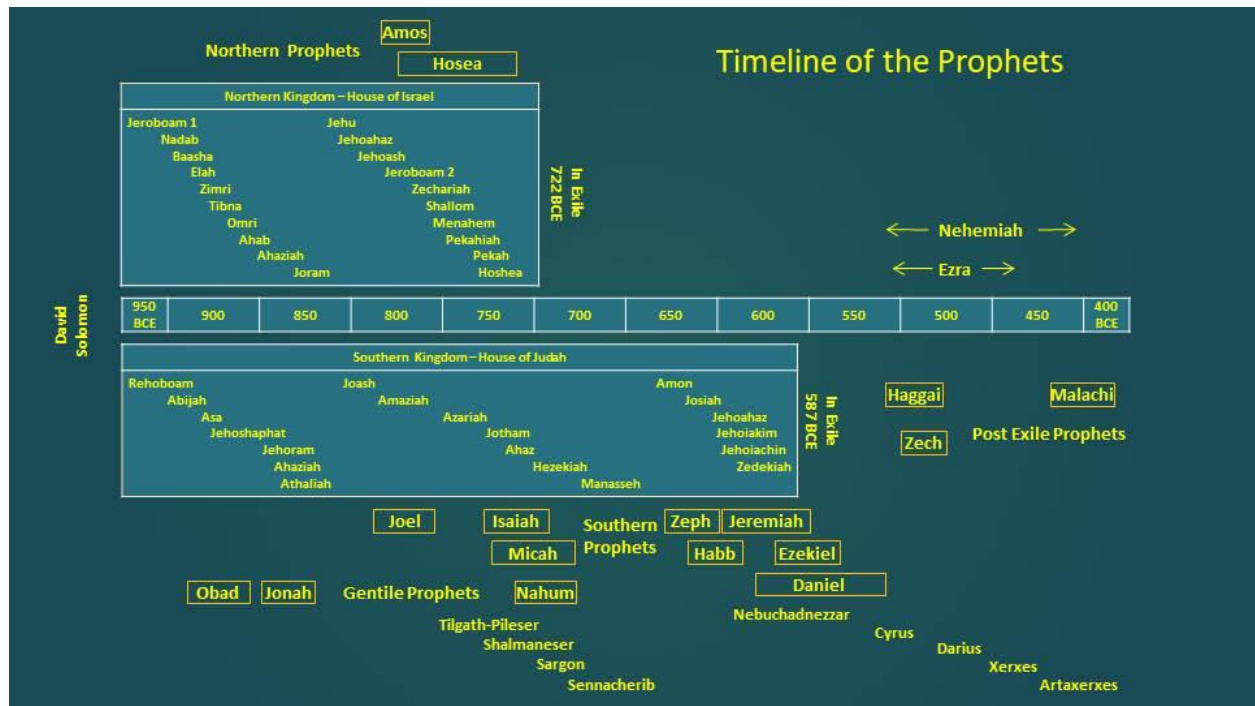 Timeline of the Prophets
Northern Prophets
Amos
Hosea
Northern Kingdom – House of Israel
Jeroboam 1
Nadab
Baasha
Elah
Zimri
Tibna
Omri
Ahab
Ahaziah
Joram
Jehu
Jehoahaz
Jehoash
Jeroboam 2
Zechariah
Shallom
Menahem
Pekahiah
Pekah
Hoshea
In Exile
722 BCE
Nehemiah
Ezra
David
Solomon
950 BCE 900 850 800 750 700 650 600 550 500 450 400 BCE
Southern Kingdom – House of Judah
Rehoboam
Abijah
Asa
Jehoshaphat
Jehoram
Ahaziah
Athaliah
Joash
Amaziah
Azariah
Jotham
Ahaz
Hezekiah
Manasseh
Amon
Josiah
Jehoahaz
Jehoiakim
Jehoiachin
Zedekiah
In Exile
587 BCE
Haggai
Malachi
Zech
Post Exile Prophets
Joel
Isaiah
Micah
Southern
Prophets
Zeph
Jeremiah
Habb
Ezekiel
Daniel
Obad
Jonah
Gentile Prophets
Nahum
Tilgath-Pileser
Shalmaneser
Sargon
Sennacherib
Nebuchadnezzar
Cyrus
Darius
Xerxes
Artaxerxes